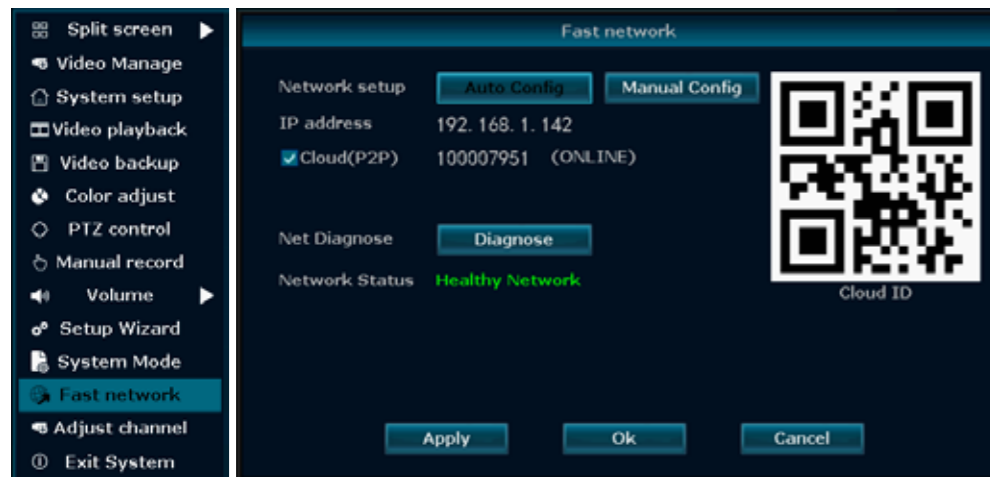 Split screen
Video Manage
System setup
Video playback
Video backup
Color adjust
PTZ control
Manual record
Volume
Setup Wizard
System Mode
Fast network
Adjust channel
Exit System
Fast network
Network setup Auto Config Manual Config
IP address 192. 168. 1. 142
Cloud(P2P) 100007951 (ONLINE)
Net Diagnose Diagnose
Network Status Healthy Network
Cloud ID
Apply Ok Cancel